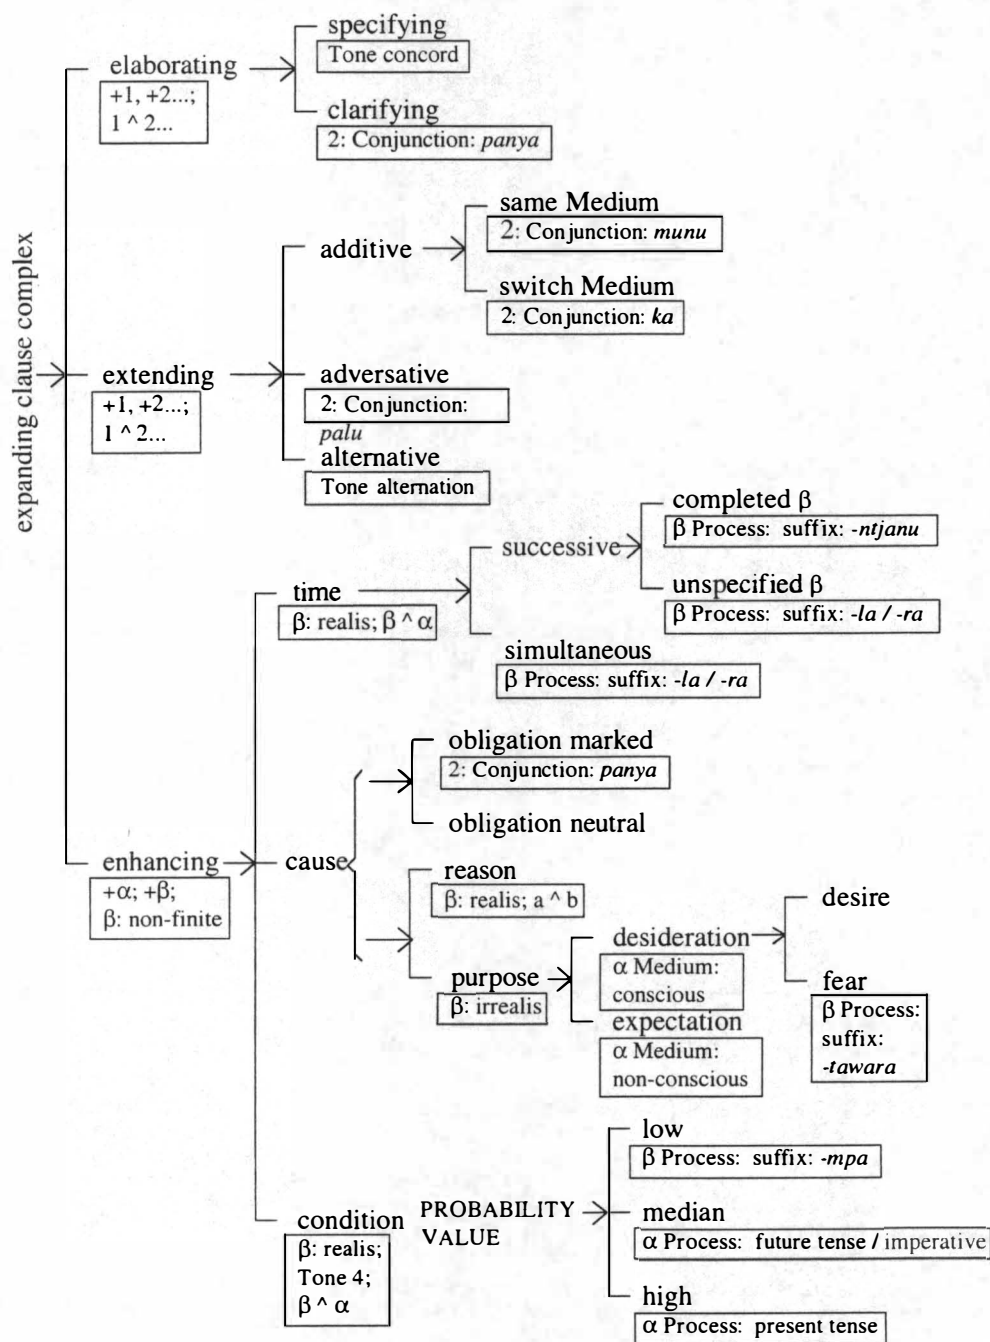 specifying
Tone concord
elaborating
+1, +2...;
1 ^ 2...
clarifying
2: Conjunction: panya
same Medium
2: Conjunction: munu
additive
switch Medium
2: Conjunction: ka
expanding clause complex
extending
+1, +2...;
1 ^ 2...
adversative
2: Conjunction:
palu
alternative
Tone alternation
completed β
β Process: suffix: -ntjanu
successive
unspecified β
β Process: suffix: -la / -ra
time
β: realis; β ^ α
simultaneous
β Process: suffix: -la / -ra
obligation marked
2: Conjunction: panya
obligation neutral
enhancing
+α; +β;
β: non-finite
cause
reason
β: realis; a ^ b
purpose
β: irrealis
desideration
α Medium:
conscious
expectation
α Medium:
non-conscious
desire
fear
β Process:
suffix:
-tawara
low
β Process: suffix: -mpa
condition
β: realis;
Tone 4;
β ^ α
PROBABILITY
VALUE
median
α Process: future tense / imperative
high
α Process: present tense